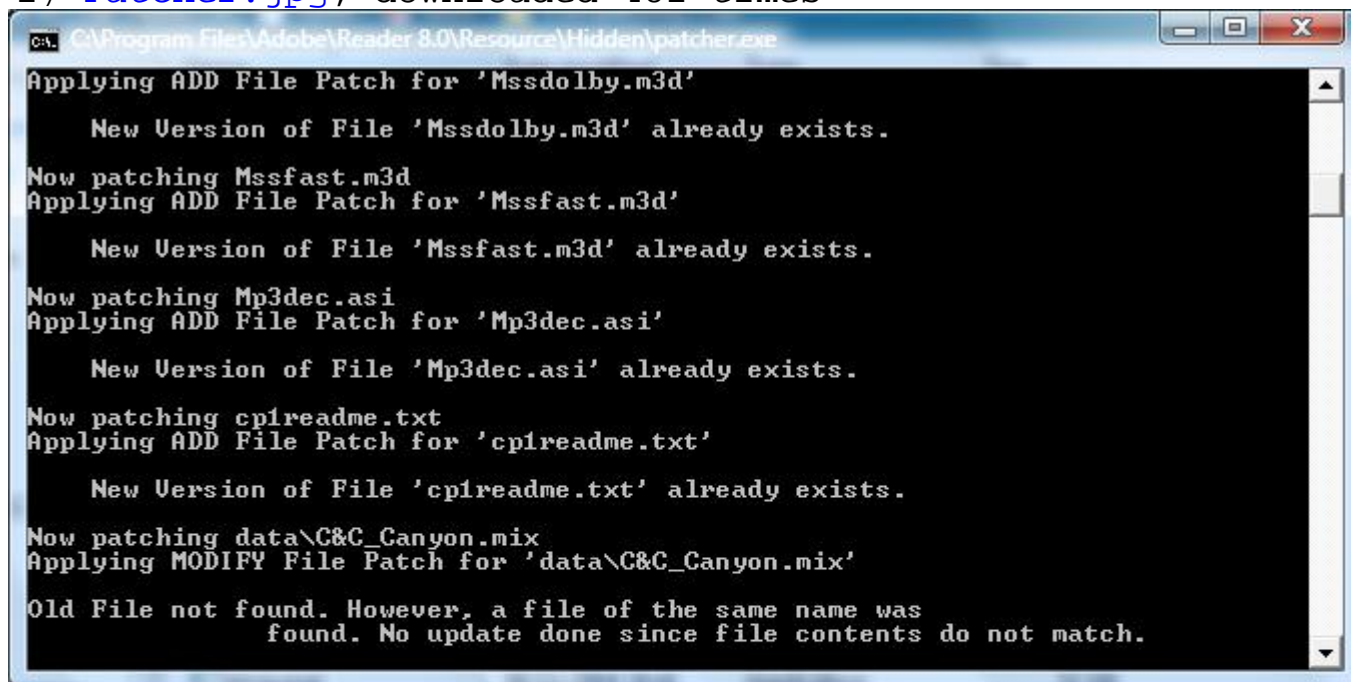 Patcher.jpg, downloaded 401 times
C:\Program Files\Adobe\Reader 8.0\Resource\Hidden\patcher.exe
Applying ADD File Patch for 'Mssdolby.m3d'
New Version of File 'Mssdolby.m3d' already exists.
Now patching Mssfast.m3d
Applying ADD File Patch for 'Mssfast.m3d'
New Version of File 'Mssfast.m3d' already exists.
Now patching Mp3dec.asi
Applying ADD File Patch for 'Mp3dec.asi'
New Version of File 'Mp3dec.asi' already exists.
Now patching cp1readme.txt
Applying ADD File Patch for 'cp1readme.txt'
New Version of File 'cp1readme.txt' already exists.
Now patching data\C&C_Canyon.mix
Applying MODIFY File Patch for 'data\C&C_Canyon.mix'
Old File not found. However, a file of the same name was
found. No update done since file contents do not match.